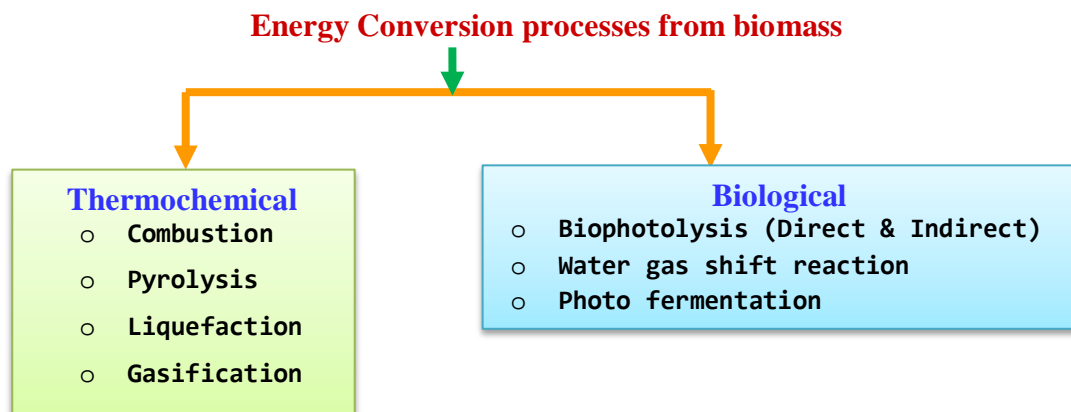 Energy Conversion processes from biomass
Thermochemical
o Combustion
o Pyrolysis
o Liquefaction
o Gasification
Biological
o Biophotolysis (Direct & Indirect)
o Water gas shift reaction
o Photo fermentation